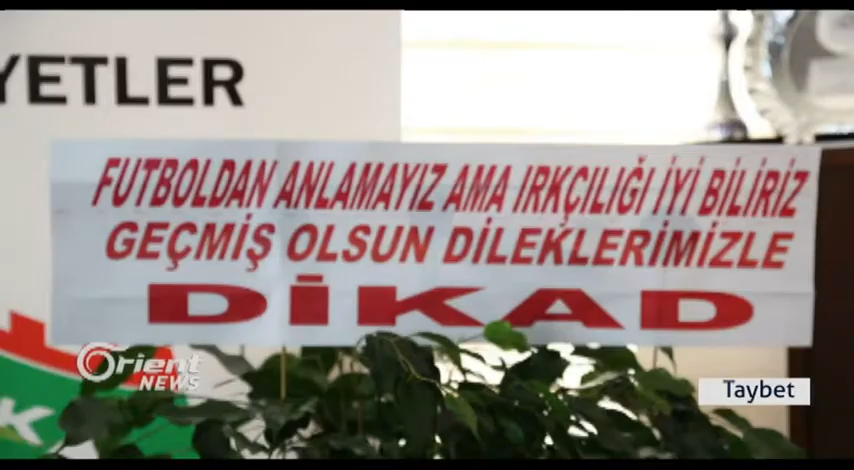 YETLER
FUTBOLDAN ANLAMAYIZ AMA IRKÇILIĞI İYİ BİLİRİZ
GEÇMİŞ OLSUN DİLEKLERİMİZLE
DİKAD
Orient
NEWS
Taybet